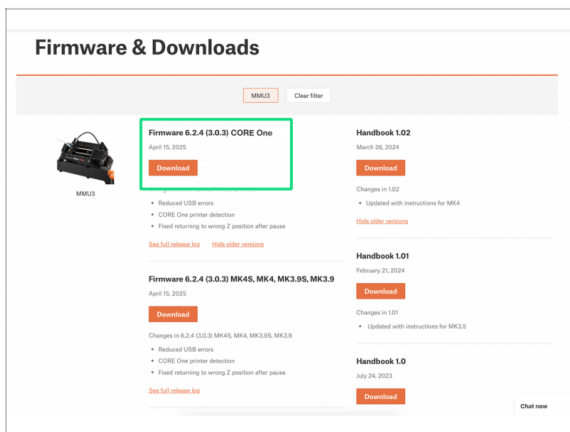 Firmware & Downloads
MMU3
Clear filter
MMU3
Firmware 6.2.4 (3.0.3) CORE One
April 15, 2025
Download
• Reduced USB errors
• CORE One printer detection
• Fixed returning to wrong Z position after pause
See full release log
Hide older versions
Firmware 6.2.4 (3.0.3) MK4S, MK4, MK3.9S, MK3.9
April 15, 2025
Download
Changes in 6.2.4 (3.0.3) MK4S, MK4, MK3.9S, MK3.9
• Reduced USB errors
• CORE One printer detection
• Fixed returning to wrong Z position after pause
See full release log
Handbook 1.02
March 26, 2024
Download
Changes in 1.02
• Updated with instructions for MK4
Hide older versions
Handbook 1.01
February 21, 2024
Download
Changes in 1.01
• Updated with instructions for MK3.5
Handbook 1.0
July 24, 2023
Download
Chat now